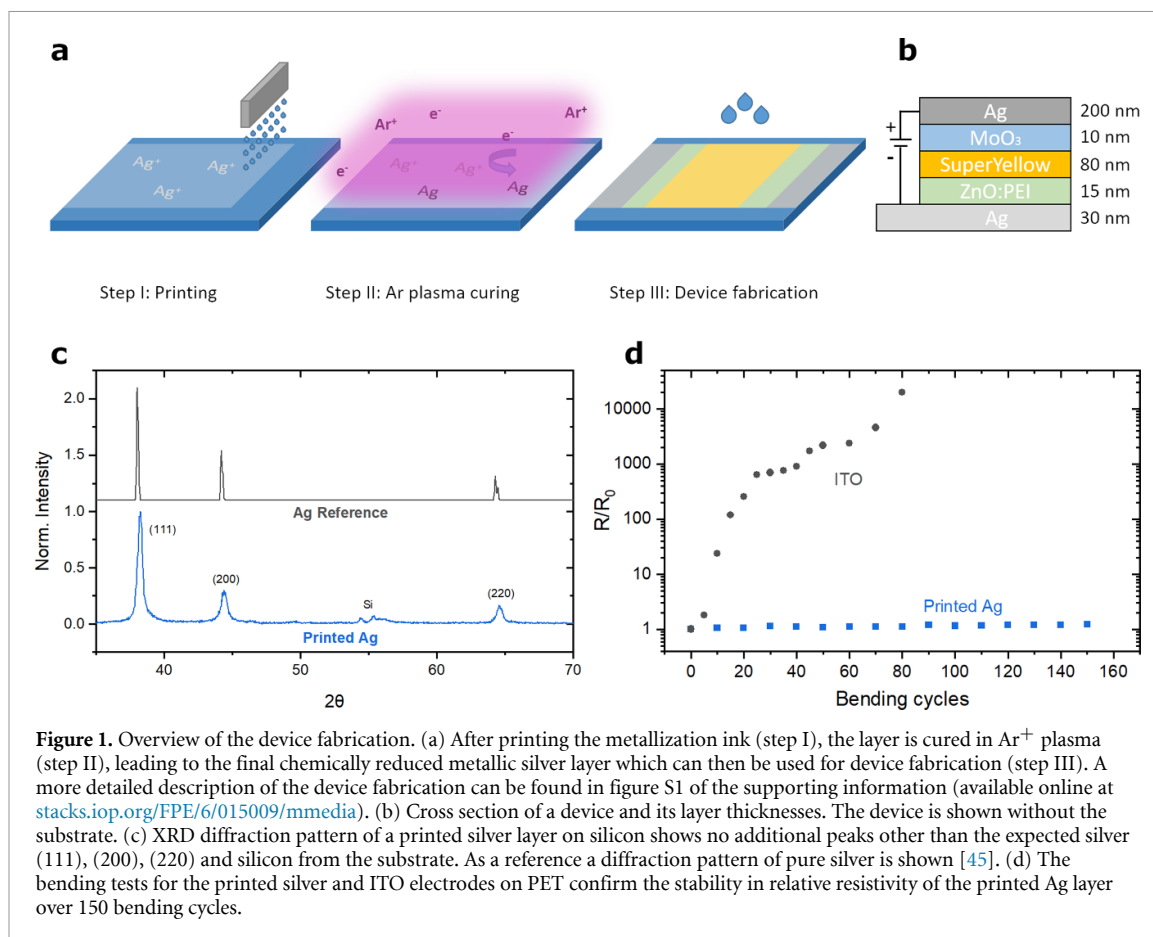 a
Ag⁺
Ag⁺
Ag⁺
Step I: Printing
e⁻
Ar⁺
Ar⁺
e⁻
e⁻
Ag⁺
Ag⁺
Ag
Ag
Step II: Ar plasma curing
Step III: Device fabrication
b
+
-
Ag 200 nm
MoO₃ 10 nm
SuperYellow 80 nm
ZnO:PEI 15 nm
Ag 30 nm
c
Norm. Intensity
2.0
1.5
1.0
0.5
0.0
Ag Reference
(111)
(200)
Si
(220)
Printed Ag
40 50 60 70
2θ
d
R/R₀
10000
1000
100
10
1
ITO
Printed Ag
0 20 40 60 80 100 120 140 160
Bending cycles
Figure 1. Overview of the device fabrication. (a) After printing the metallization ink (step I), the layer is cured in Ar⁺ plasma
(step II), leading to the final chemically reduced metallic silver layer which can then be used for device fabrication (step III). A
more detailed description of the device fabrication can be found in figure S1 of the supporting information (available online at
stacks.iop.org/FPE/6/015009/mmedia). (b) Cross section of a device and its layer thicknesses. The device is shown without the
substrate. (c) XRD diffraction pattern of a printed silver layer on silicon shows no additional peaks other than the expected silver
(111), (200), (220) and silicon from the substrate. As a reference a diffraction pattern of pure silver is shown [45]. (d) The
bending tests for the printed silver and ITO electrodes on PET confirm the stability in relative resistivity of the printed Ag layer
over 150 bending cycles.